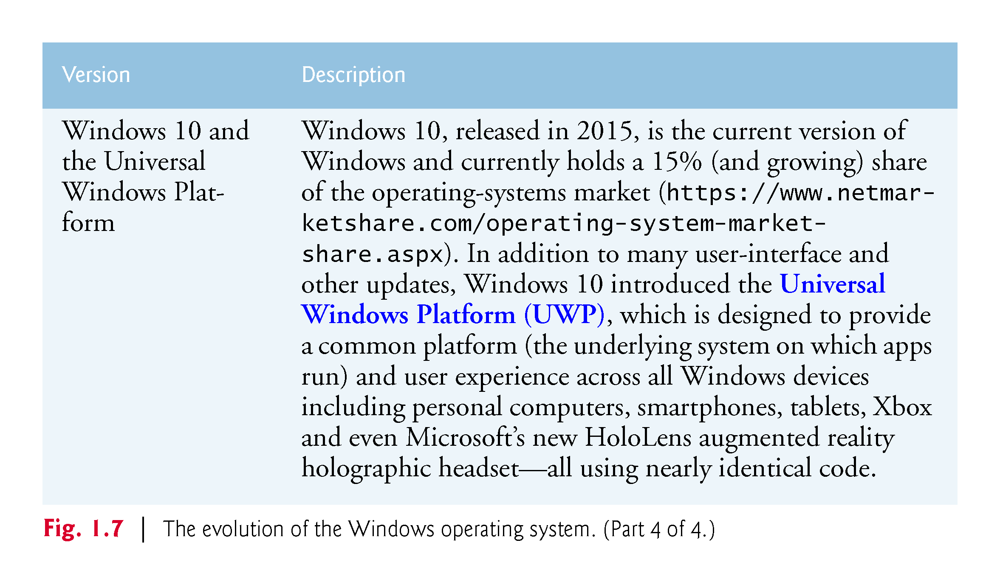 Version Description
Windows 10 and Windows 10, released in 2015, is the current version of
the Universal Windows and currently holds a 15% (and growing) share
Windows Plat- of the operating-systems market (https://www.netmar-
form ketshare.com/operating-system-market-
share.aspx). In addition to many user-interface and
other updates, Windows 10 introduced the Universal
Windows Platform (UWP), which is designed to provide
a common platform (the underlying system on which apps
run) and user experience across all Windows devices
including personal computers, smartphones, tablets, Xbox
and even Microsoft’s new HoloLens augmented reality
holographic headset—all using nearly identical code.
Fig. 1.7 | The evolution of the Windows operating system. (Part 4 of 4.)